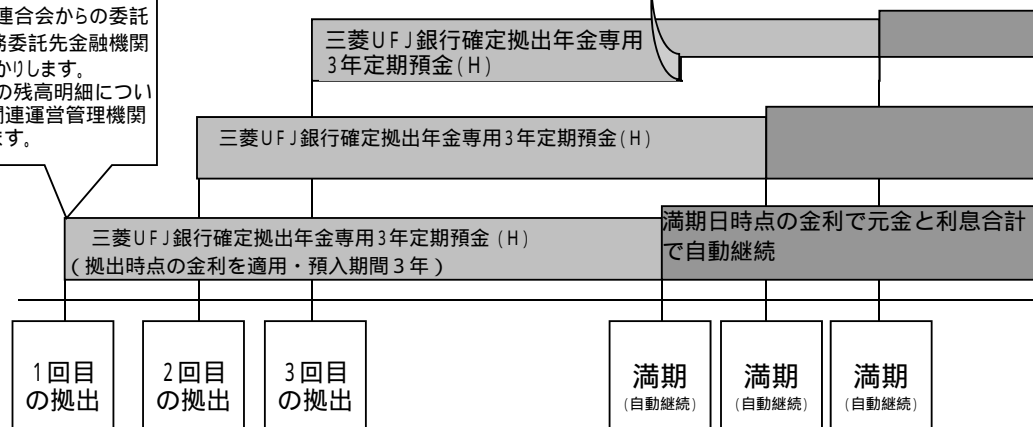 連合会からの委託
務委託先金融機関
かりします。
の残高明細につい
関連運営管理機関
ます。
三菱UFJ銀行確定拠出年金専用
3年定期預金(H)
三菱UFJ銀行確定拠出年金専用3年定期預金(H)
三菱UFJ銀行確定拠出年金専用3年定期預金 (H)
(拠出時点の金利を適用・預入期間3年)
満期日時点の金利で元金と利息合計
で自動継続
1回目
の拠出
2回目
の拠出
3回目
の拠出
満期
(自動継続)
満期
(自動継続)
満期
(自動継続)